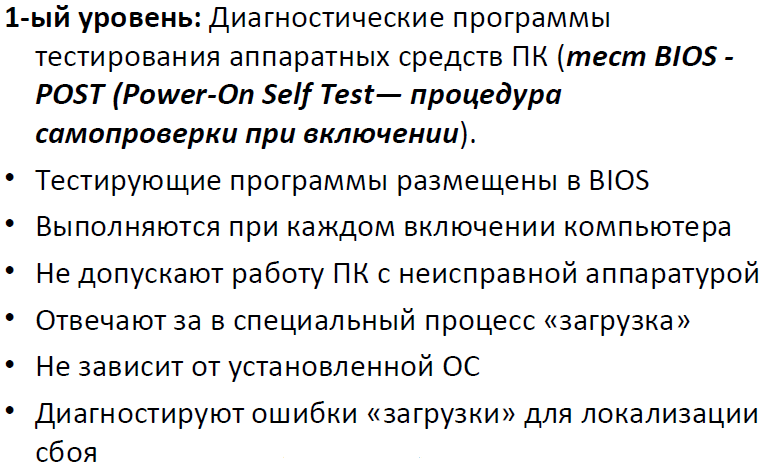 1-ый уровень: Диагностические программы
тестирования аппаратных средств ПК (тест BIOS -
POST (Power-On Self Test— процедура
самопроверки при включении).
• Тестирующие программы размещены в BIOS
• Выполняются при каждом включении компьютера
• Не допускают работу ПК с неисправной аппаратурой
• Отвечают за в специальный процесс «загрузка»
• Не зависит от установленной ОС
• Диагностируют ошибки «загрузки» для локализации
сбоя